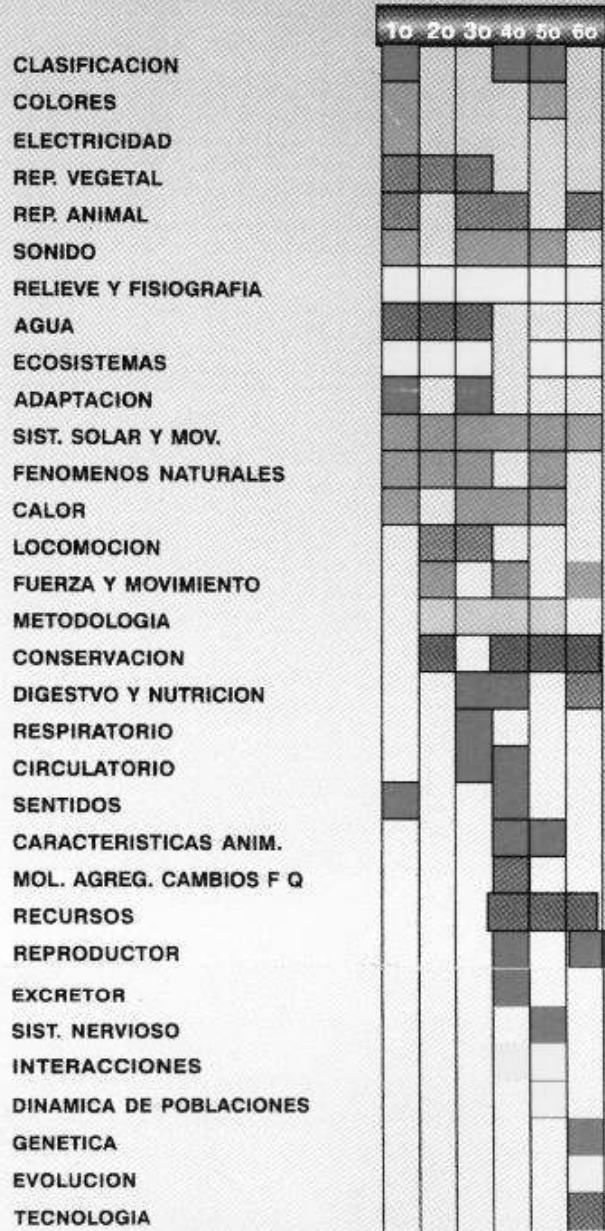 1o 2o 3o 4o 5o 6o
CLASIFICACION
COLORES
ELECTRICIDAD
REP. VEGETAL
REP. ANIMAL
SONIDO
RELIEVE Y FISIOGRAFIA
AGUA
ECOSISTEMAS
ADAPTACION
SIST. SOLAR Y MOV.
FENOMENOS NATURALES
CALOR
LOCOMOCION
FUERZA Y MOVIMIENTO
METODOLOGIA
CONSERVACION
DIGESTVO Y NUTRICION
RESPIRATORIO
CIRCULATORIO
SENTIDOS
CARACTERISTICAS ANIM.
MOL. AGREG. CAMBIOS F Q
RECURSOS
REPRODUCTOR
EXCRETOR
SIST. NERVIOSO
INTERACCIONES
DINAMICA DE POBLACIONES
GENETICA
EVOLUCION
TECNOLOGIA